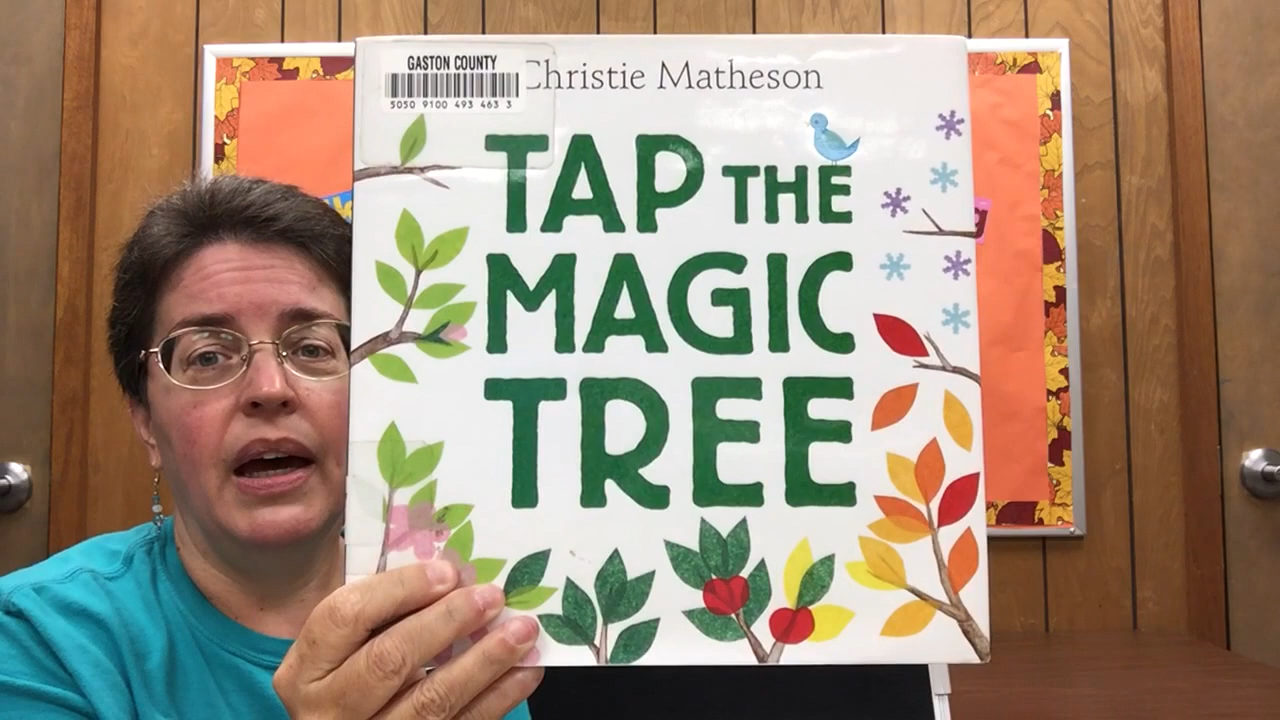 GASTON COUNTY
5050 9100 493 463 3
Christie Matheson
TAP THE
MAGIC
TREE